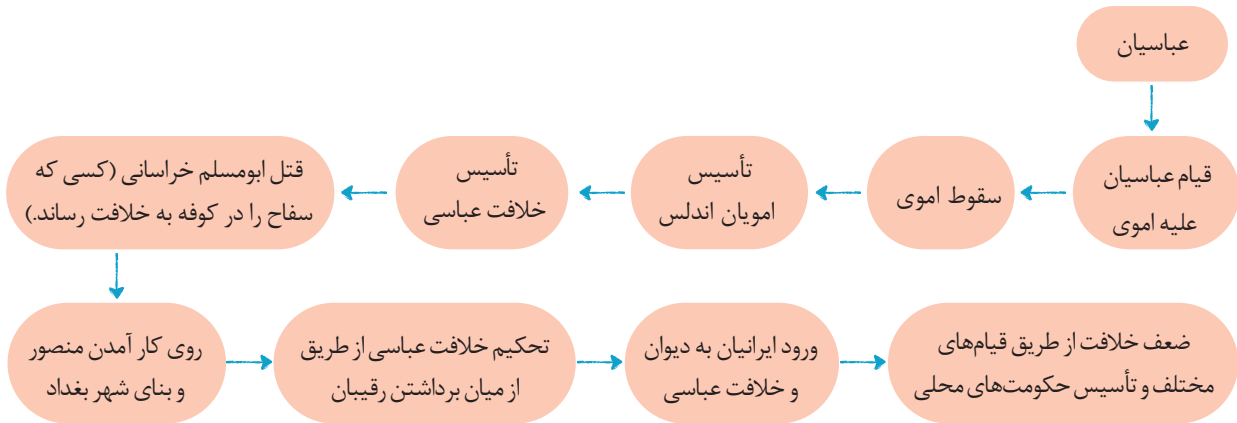 عباسیان
قیام عباسیان
علیه اموی
سقوط اموی
تأسیس
امویان اندلس
تأسیس
خلافت عباسی
قتل ابومسلم خراسانی (کسی که
سفاح را در کوفه به خلافت رساند.)
روی کار آمدن منصور
و بنای شهر بغداد
تحکیم خلافت عباسی از طریق
از میان برداشتن رقیبان
ورود ایرانیان به دیوان
و خلافت عباسی
ضعف خلافت از طریق قیام‌های
مختلف و تأسیس حکومت‌های محلی